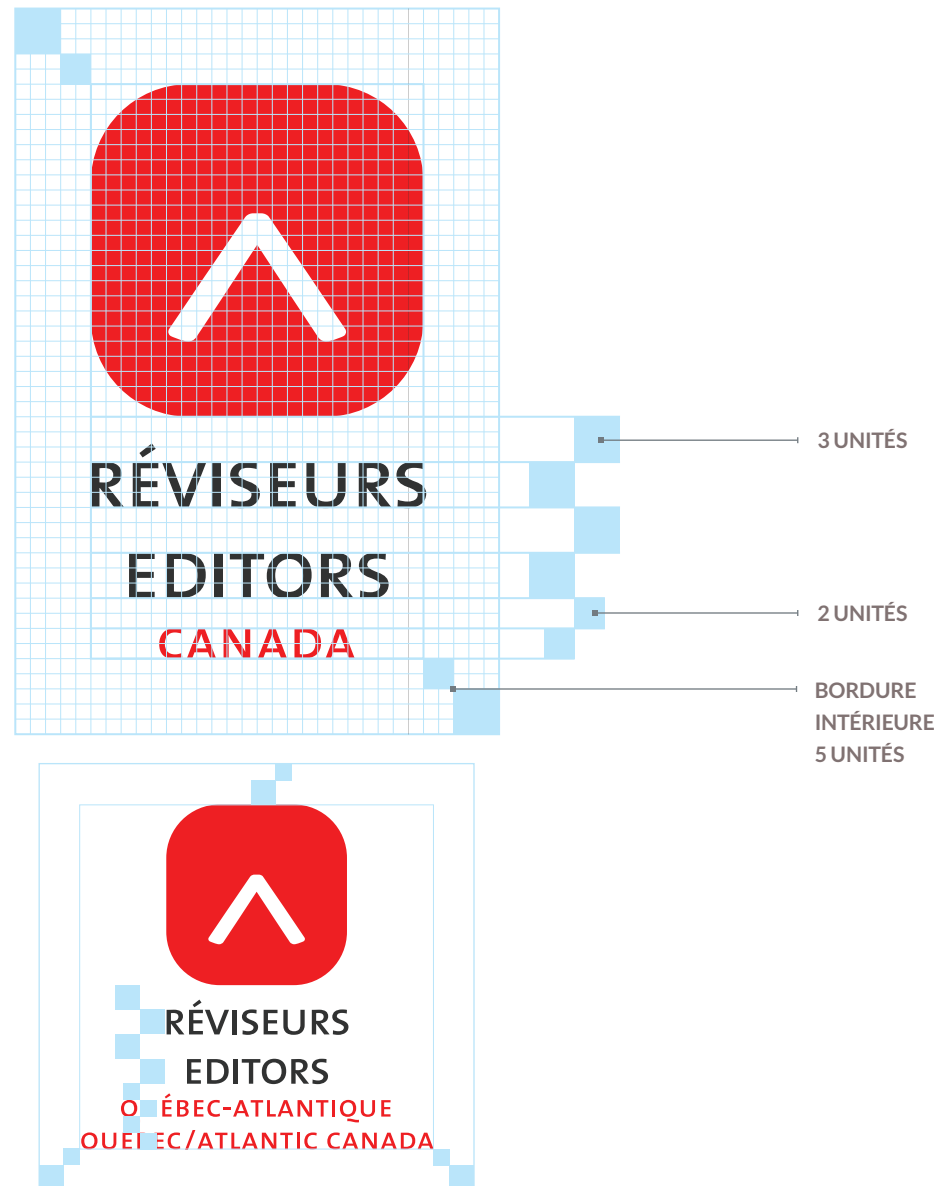 RÉVISEURS
EDITORS
CANADA
3 UNITÉS
2 UNITÉS
BORDURE
INTÉRIEURE
5 UNITÉS
RÉVISEURS
EDITORS
QUÉBEC-ATLANTIQUE
QUEBEC/ATLANTIC CANADA